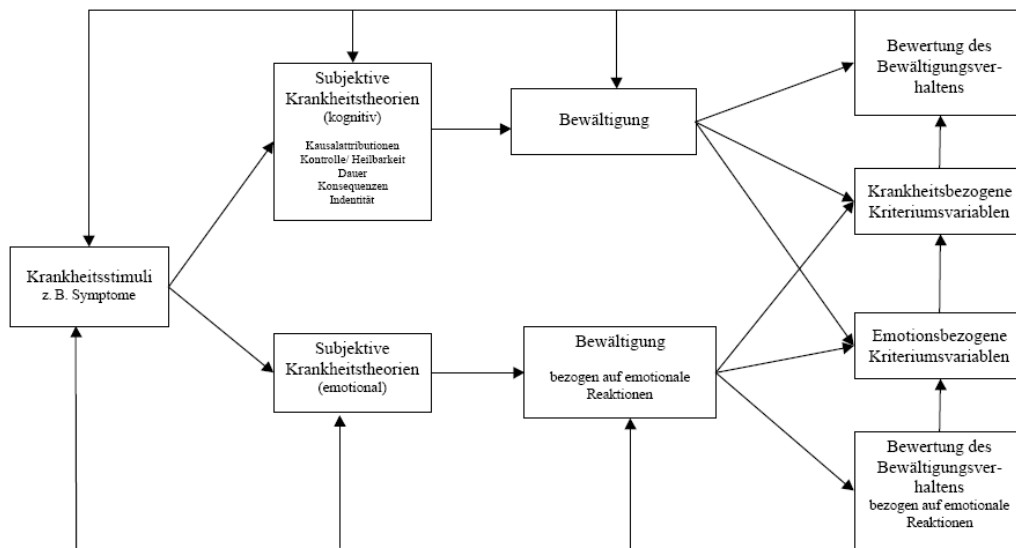 Krankheitsstimuli
z. B. Symptome
Subjektive
Krankheitstheorien
(kognitiv)
Kausalattributionen
Kontrolle/ Heilbarkeit
Dauer
Konsequenzen
Indentität
Subjektive
Krankheitstheorien
(emotional)
Bewältigung
Bewältigung
bezogen auf emotionale
Reaktionen
Bewertung des
Bewältigungsver-
haltens
Krankheitsbezogene
Kriteriumsvariablen
Emotionsbezogene
Kriteriumsvariablen
Bewertung des
Bewältigungsver-
haltens
bezogen auf emotionale
Reaktionen